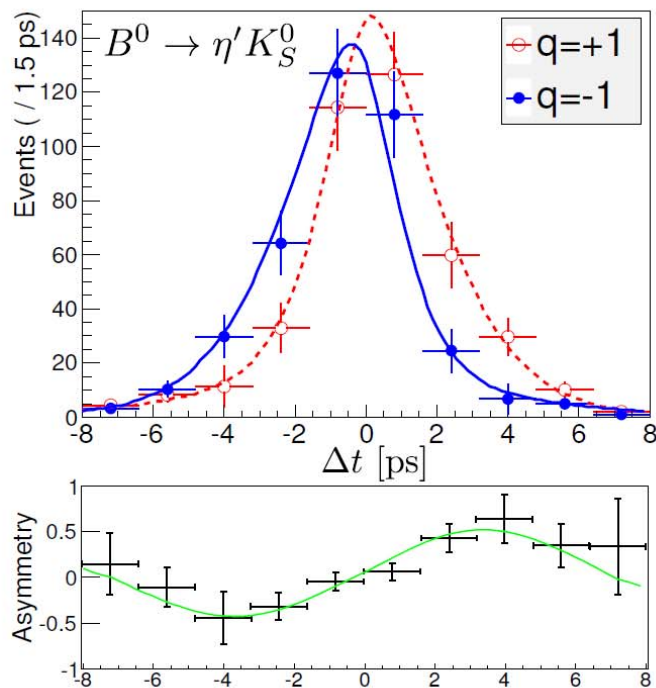 B⁰ → η′K_S⁰
q=+1
q=-1
Events ( / 1.5 ps)
140
120
100
80
60
40
20
0
-8 -6 -4 -2 0 2 4 6 8
Δt [ps]
Asymmetry
1
0.5
0
-0.5
-1
-8 -6 -4 -2 0 2 4 6 8